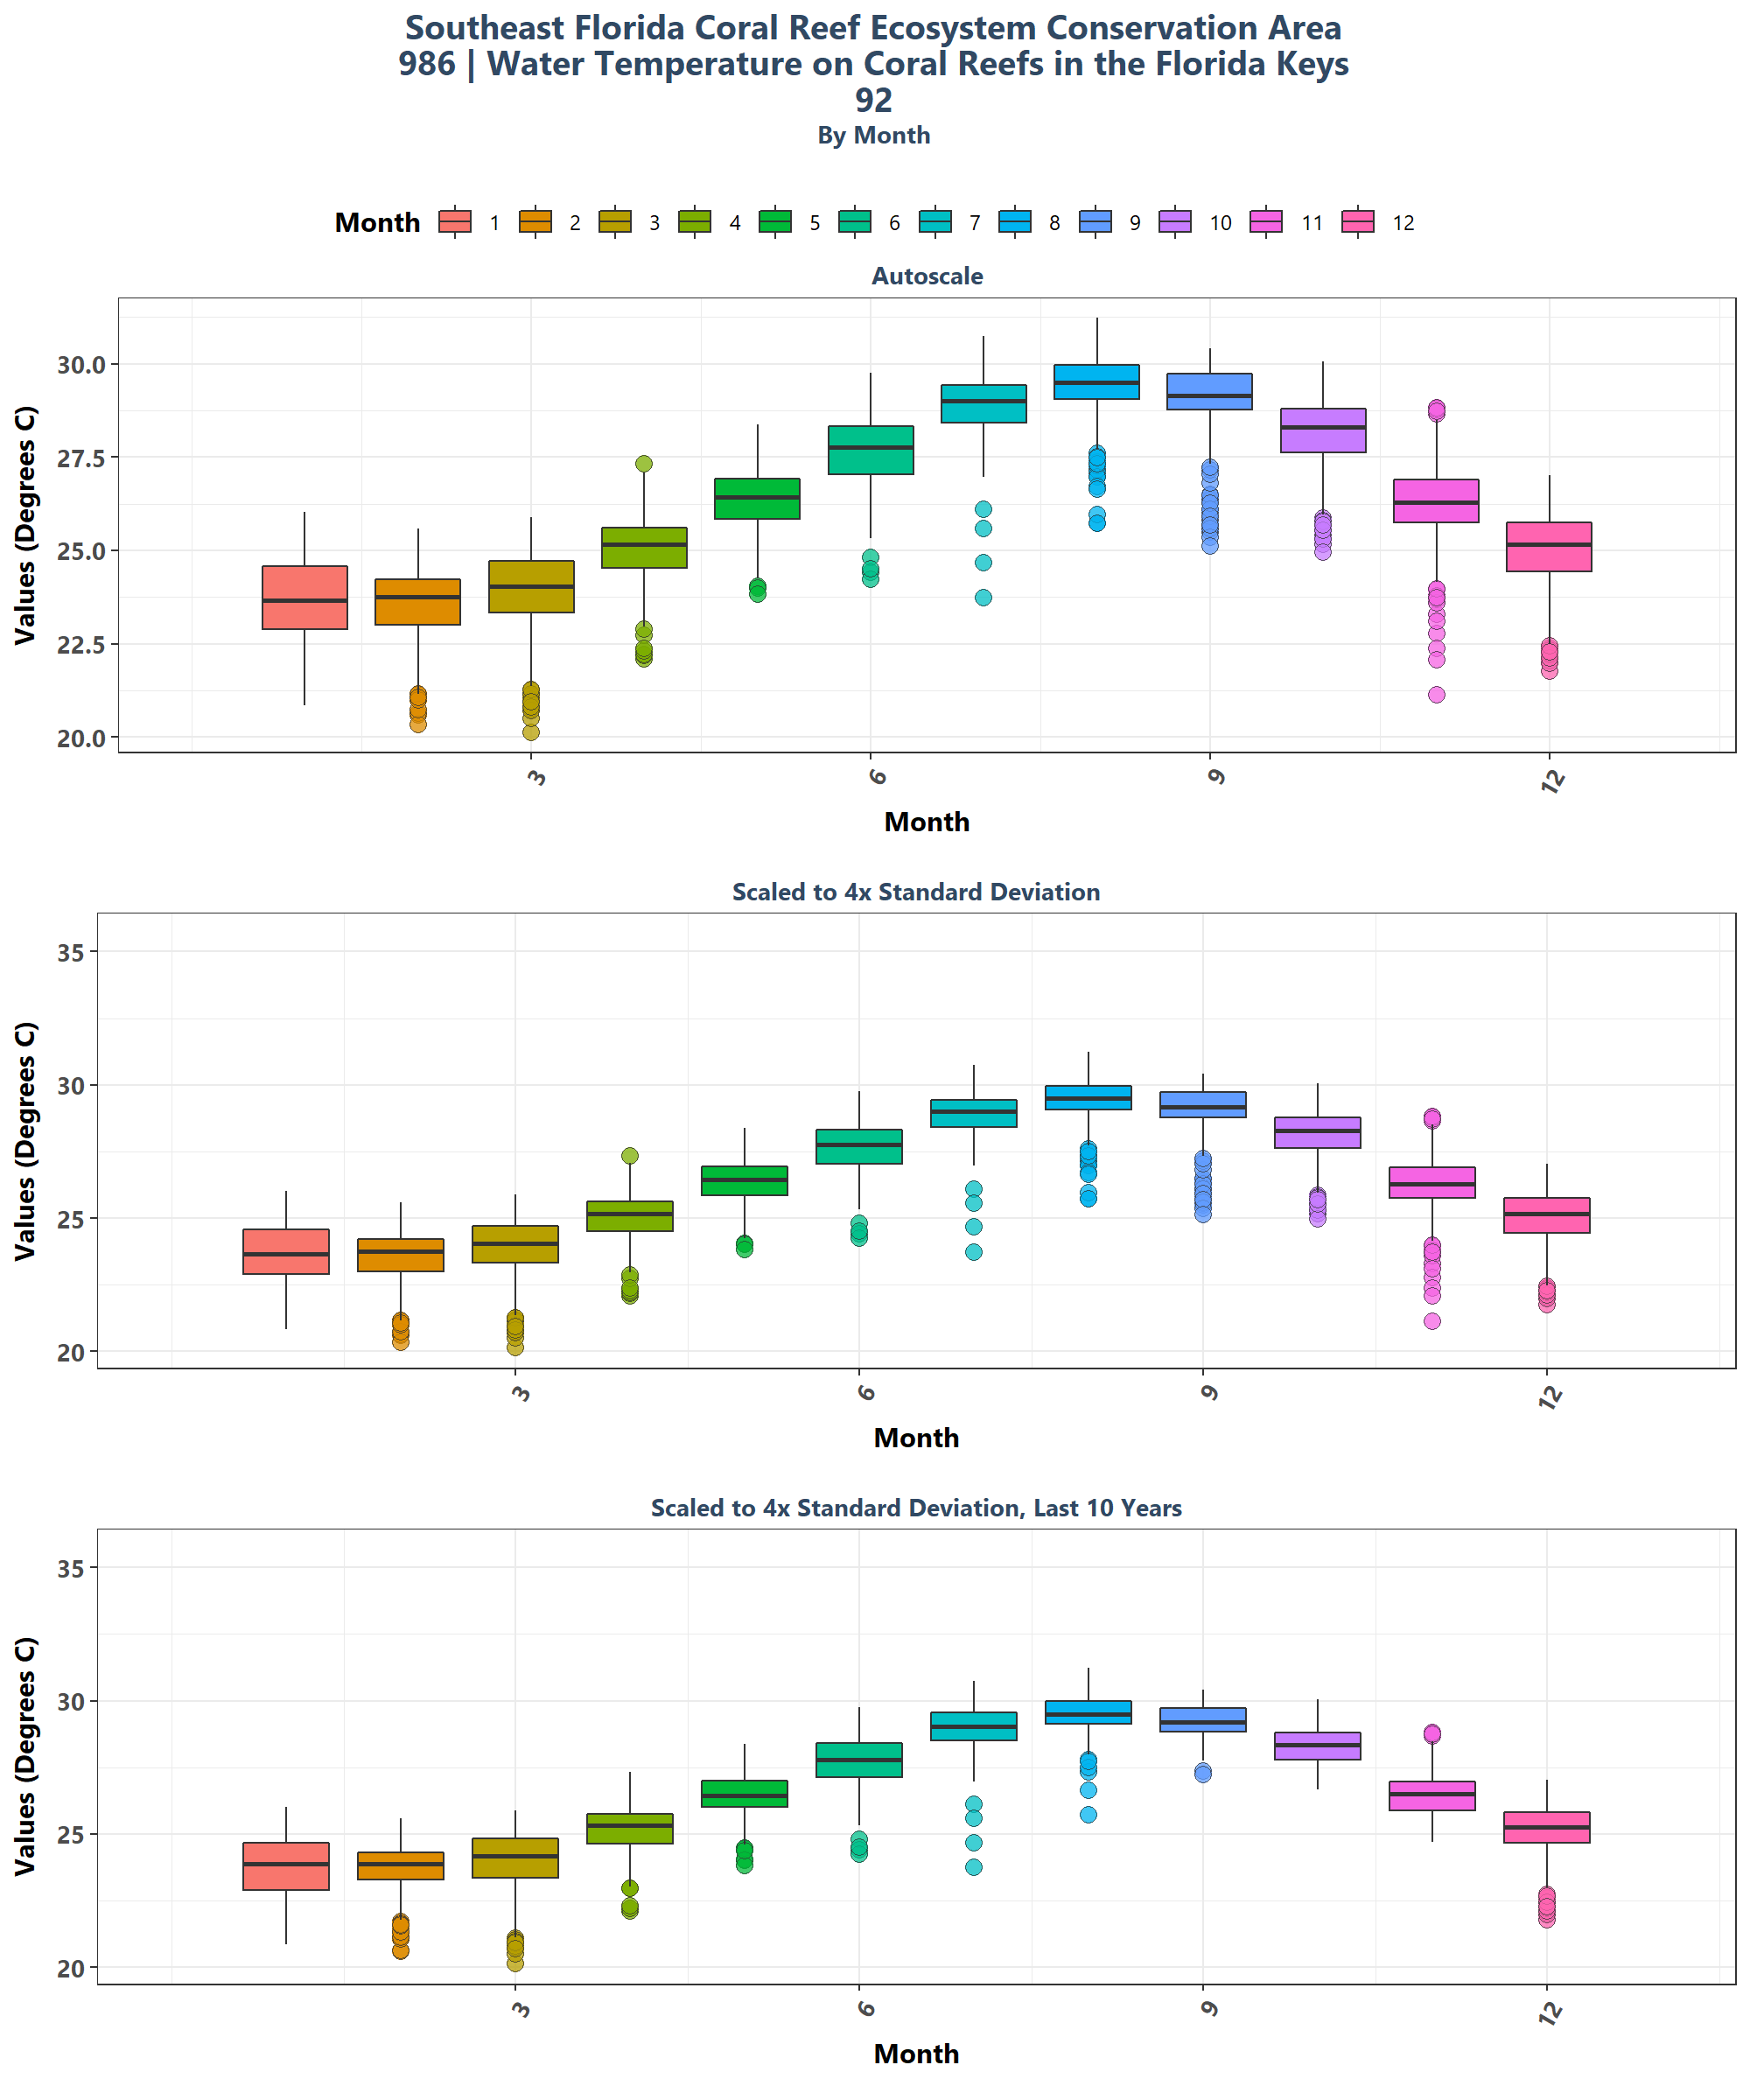 Southeast Florida Coral Reef Ecosystem Conservation Area
986 | Water Temperature on Coral Reefs in the Florida Keys
92
By Month
Month 1 2 3 4 5 6 7 8 9 10 11 12
Autoscale
Values (Degrees C)
30.0
27.5
25.0
22.5
20.0
3 6 9 12
Month
Scaled to 4x Standard Deviation
Values (Degrees C)
35
30
25
20
3 6 9 12
Month
Scaled to 4x Standard Deviation, Last 10 Years
Values (Degrees C)
35
30
25
20
3 6 9 12
Month